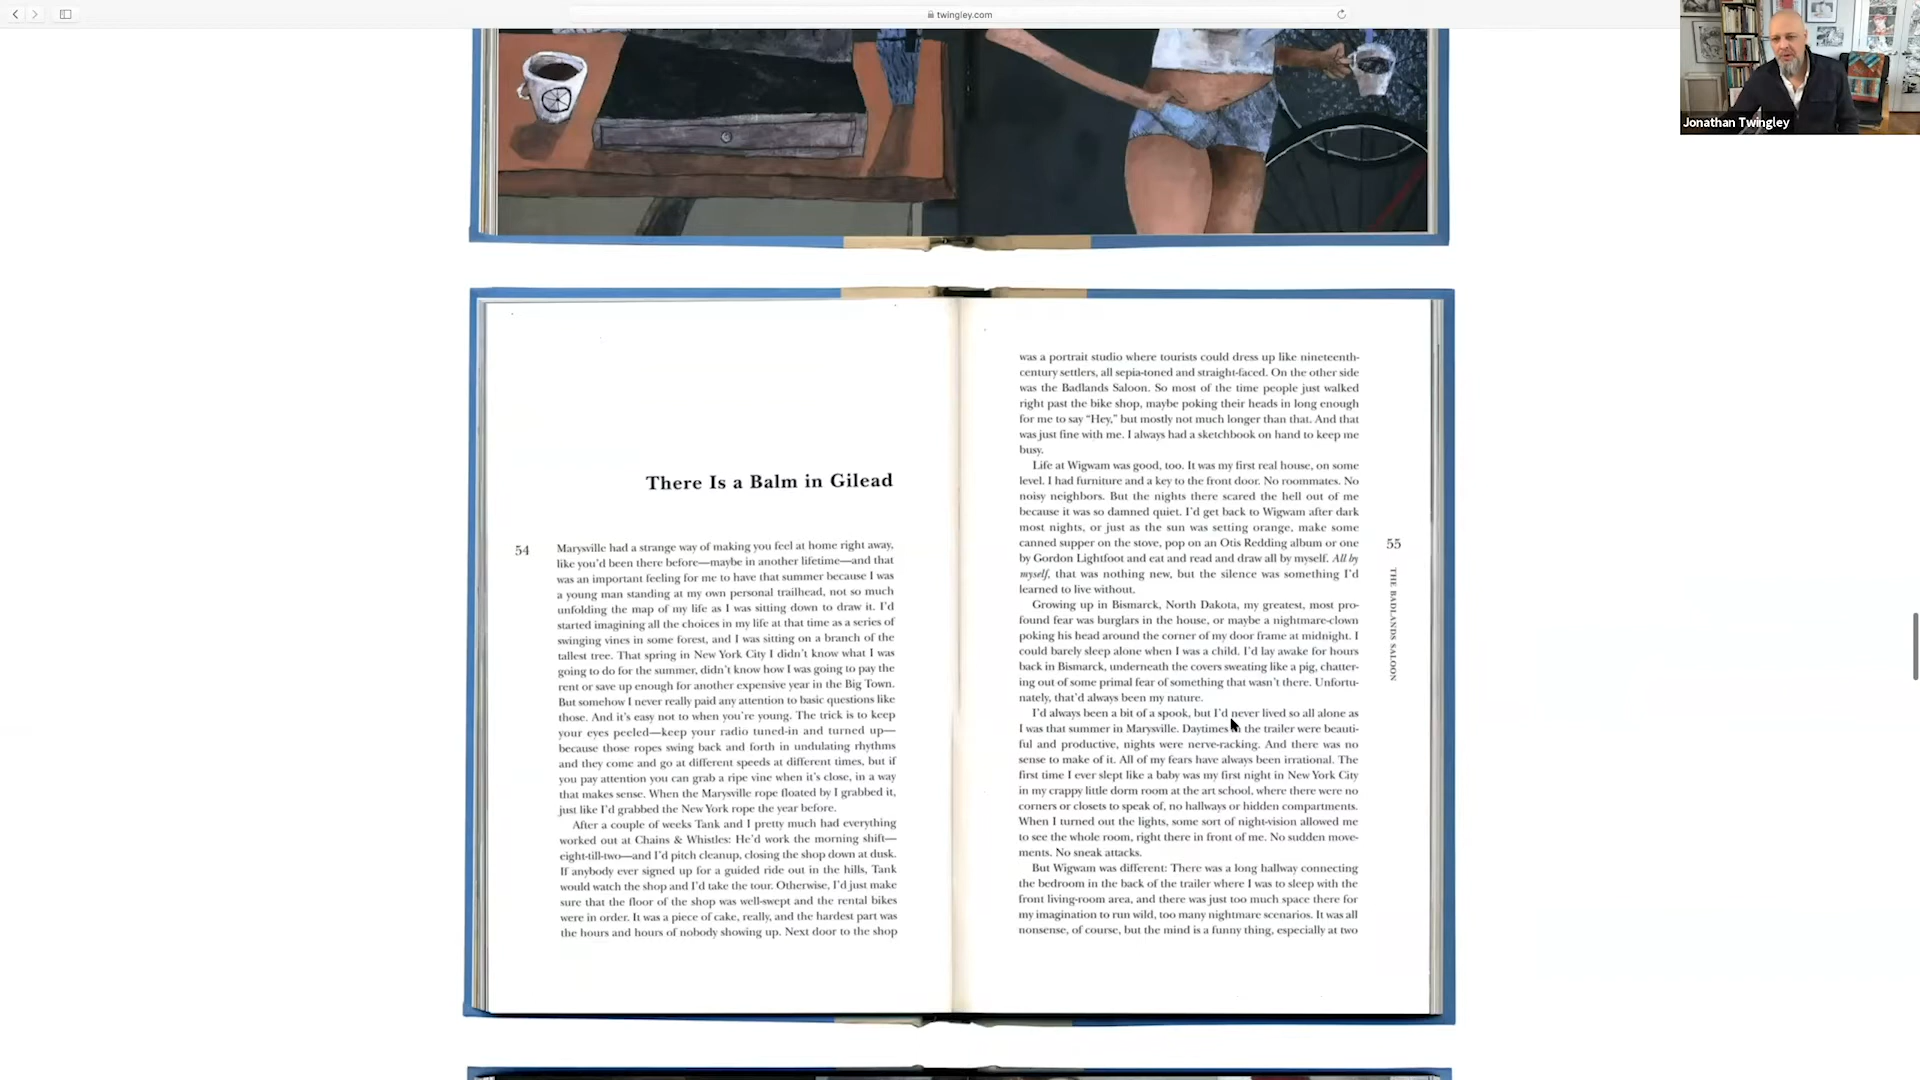 twingley.com
Jonathan Twingley
There Is a Balm in Gilead
54
Marysville had a strange way of making you feel at home right away,
like you'd been there before—maybe in another lifetime—and that
was an important feeling for me to have that summer because I was
a young man standing at my own personal trailhead, not so much
unfolding the map of my life as I was sitting down to draw it. I'd
started imagining all the choices in my life at that time as a series of
swinging vines in some forest, and I was sitting on a branch of the
tallest tree. That spring in New York City I didn't know what I was
going to do for the summer, didn't know how I was going to pay the
rent or save up enough for another expensive year in the Big Town.
But somehow I never really paid any attention to basic questions like
those. And it's easy not to when you're young. The trick is to keep
your eyes peeled—keep your radio tuned-in and turned up—
because those ropes swing back and forth in undulating rhythms
and they come and go at different speeds at different times, but if
you pay attention you can grab a ripe vine when it's close, in a way
that makes sense. When the Marysville rope floated by I grabbed it,
just like I'd grabbed the New York rope the year before.
After a couple of weeks Tank and I pretty much had everything
worked out at Chains & Whistles: He'd work the morning shift—
eight-till-two—and I'd pitch cleanup, closing the shop down at dusk.
If anybody ever signed up for a guided ride out in the hills, Tank
would watch the shop and I'd take the tour. Otherwise, I'd just make
sure that the floor of the shop was well-swept and the rental bikes
were in order. It was a piece of cake, really, and the hardest part was
the hours and hours of nobody showing up. Next door to the shop
was a portrait studio where tourists could dress up like nineteenth-
century settlers, all sepia-toned and straight-faced. On the other side
was the Badlands Saloon. So most of the time people just walked
right past the bike shop, maybe poking their heads in long enough
for me to say “Hey,” but mostly not much longer than that. And that
was just fine with me. I always had a sketchbook on hand to keep me
busy.
Life at Wigwam was good, too. It was my first real house, on some
level. I had furniture and a key to the front door. No roommates. No
noisy neighbors. But the nights there scared the hell out of me
because it was so damned quiet. I'd get back to Wigwam after dark
most nights, or just as the sun was setting orange, make some
canned supper on the stove, pop on an Otis Redding album or one
by Gordon Lightfoot and eat and read and draw all by myself. All by
myself, that was nothing new, but the silence was something I'd
learned to live without.
Growing up in Bismarck, North Dakota, my greatest, most pro-
found fear was burglars in the house, or maybe a nightmare-clown
poking his head around the corner of my door frame at midnight. I
could barely sleep alone when I was a child. I'd lay awake for hours
back in Bismarck, underneath the covers sweating like a pig, chatter-
ing out of some primal fear of something that wasn't there. Unfortu-
nately, that'd always been my nature.
I'd always been a bit of a spook, but I'd never lived so all alone as
I was that summer in Marysville. Daytimes in the trailer were beauti-
ful and productive, nights were nerve-racking. And there was no
sense to make of it. All of my fears have always been irrational. The
first time I ever slept like a baby was my first night in New York City
in my crappy little dorm room at the art school, where there were no
corners or closets to speak of, no hallways or hidden compartments.
When I turned out the lights, some sort of night-vision allowed me
to see the whole room, right there in front of me. No sudden move-
ments. No sneak attacks.
But Wigwam was different: There was a long hallway connecting
the bedroom in the back of the trailer where I was to sleep with the
front living-room area, and there was just too much space there for
my imagination to run wild, too many nightmare scenarios. It was all
nonsense, of course, but the mind is a funny thing, especially at two
55
THE BADLANDS SALOON